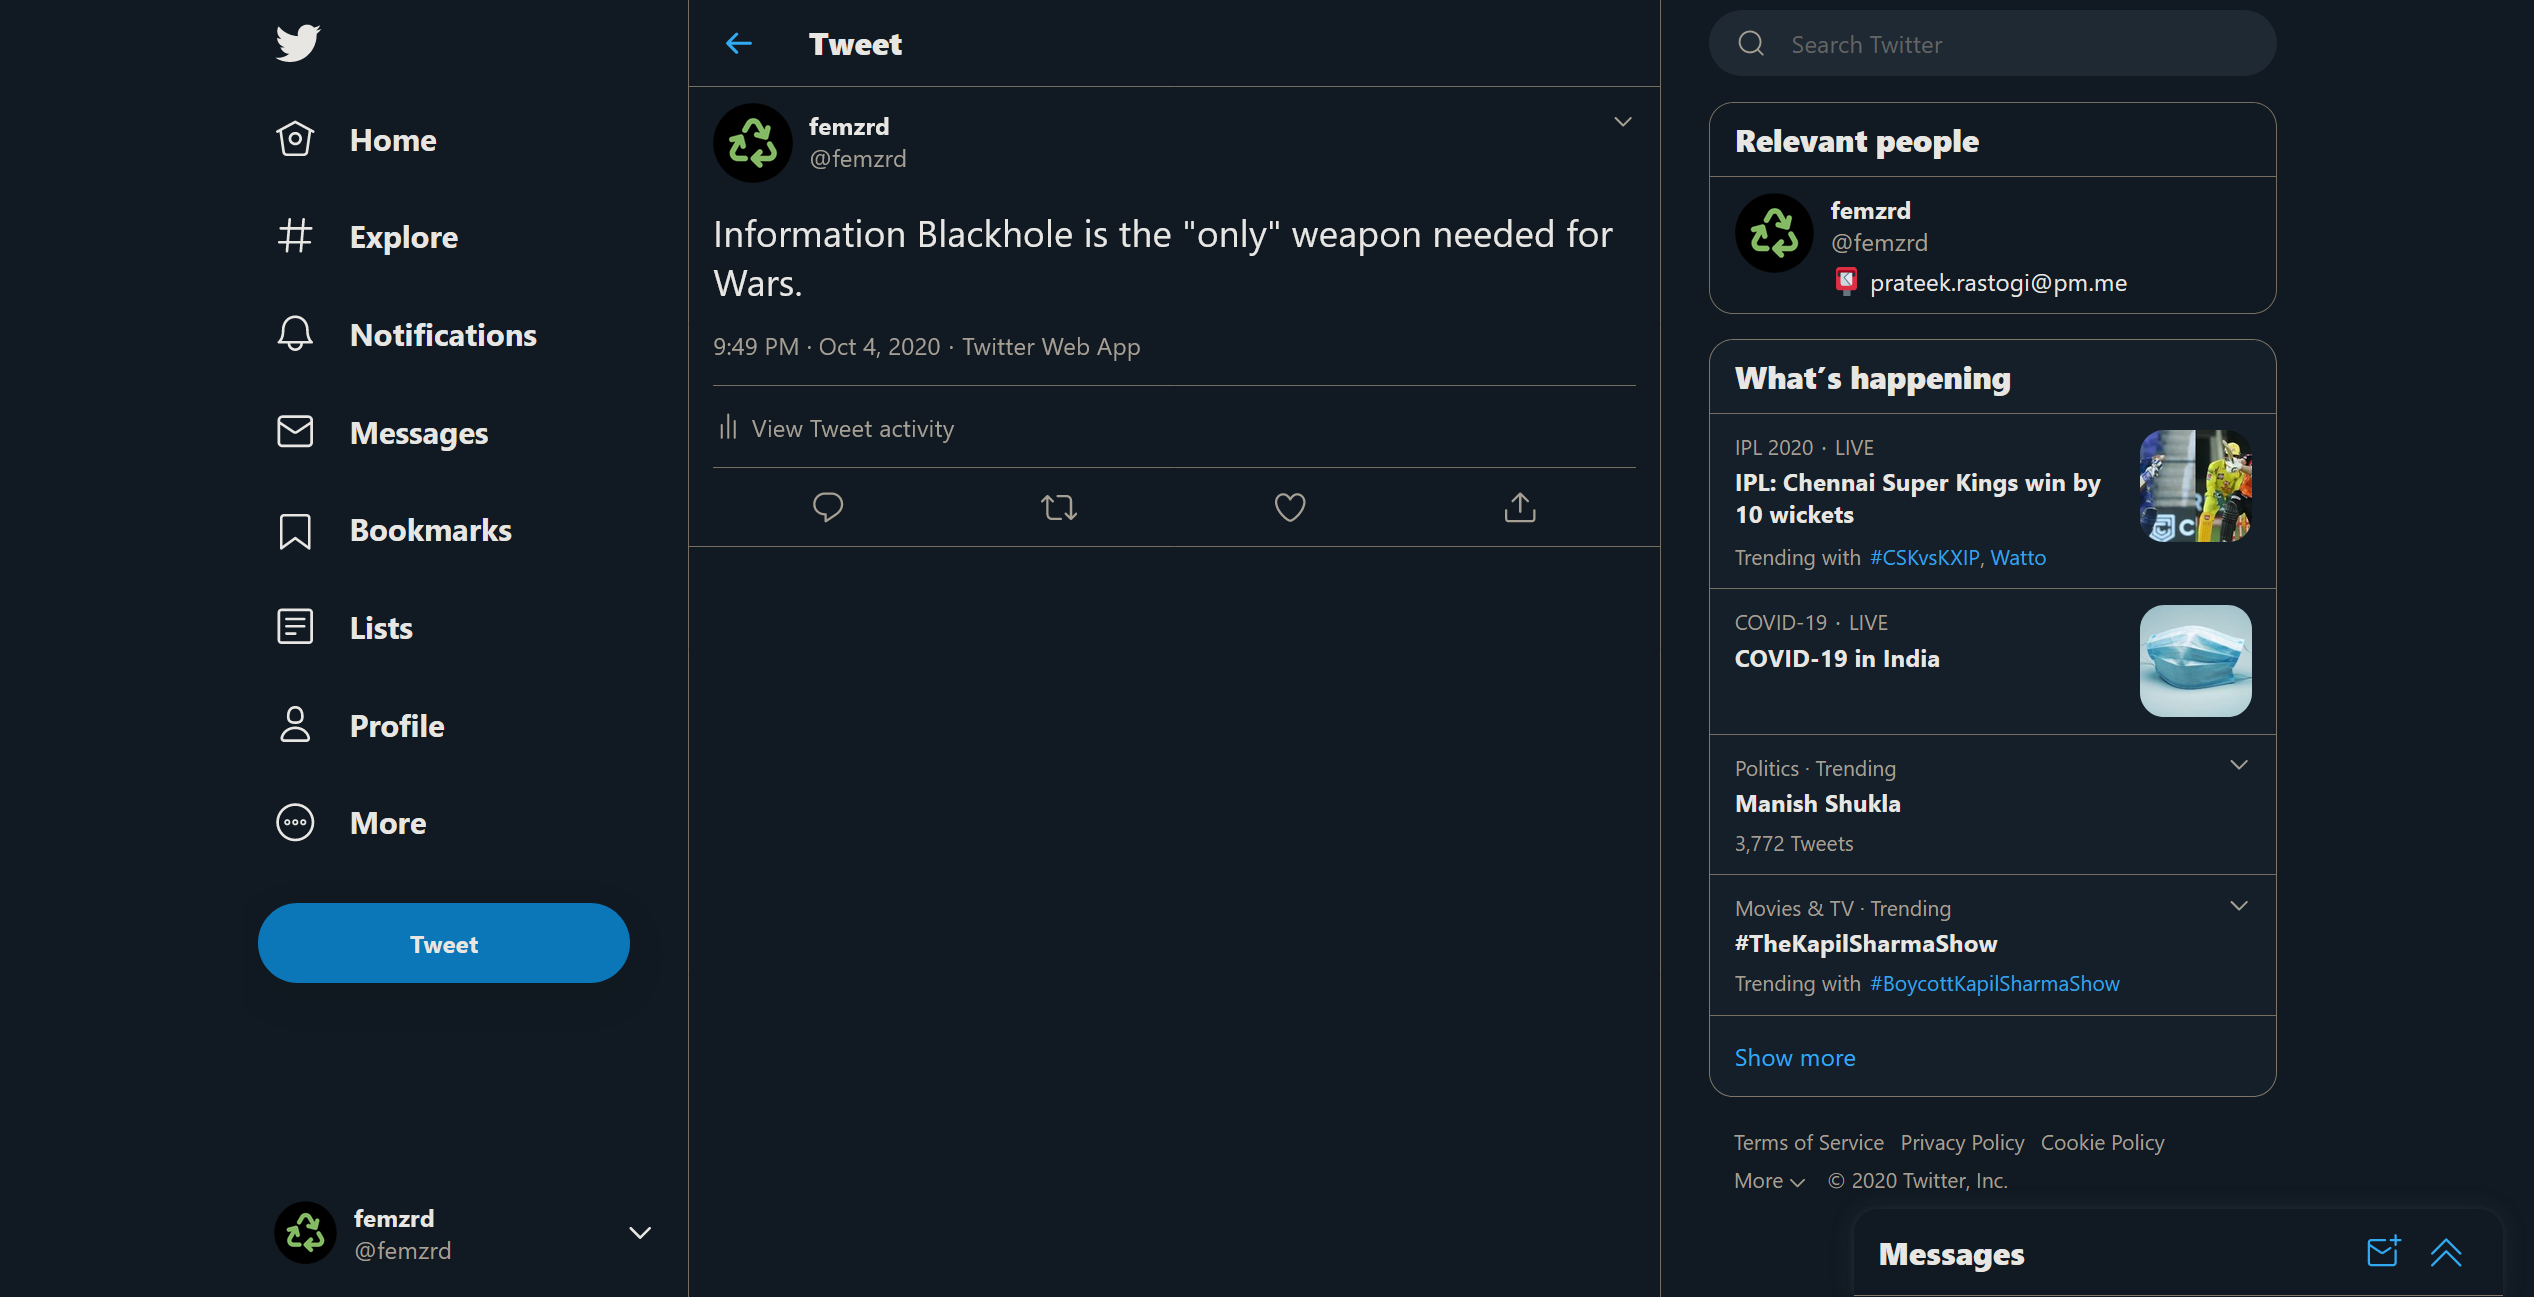 Home
Explore
Notifications
Messages
Bookmarks
Lists
Profile
More
Tweet
femzrd
@femzrd
Tweet
femzrd
@femzrd
Information Blackhole is the "only" weapon needed for
Wars.
9:49 PM · Oct 4, 2020 · Twitter Web App
View Tweet activity
Search Twitter
Relevant people
femzrd
@femzrd
prateek.rastogi@pm.me
What's happening
IPL 2020 · LIVE
IPL: Chennai Super Kings win by
10 wickets
Trending with #CSKvsKXIP, Watto
COVID-19 · LIVE
COVID-19 in India
Politics · Trending
Manish Shukla
3,772 Tweets
Movies & TV · Trending
#TheKapilSharmaShow
Trending with #BoycottKapilSharmaShow
Show more
Terms of Service Privacy Policy Cookie Policy
More © 2020 Twitter, Inc.
Messages